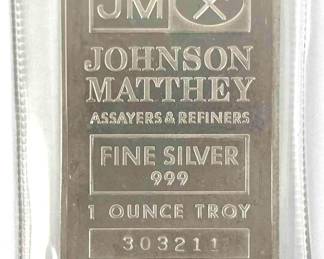 JM
JOHNSON
MATTHEY
ASSAYERS & REFINERS
FINE SILVER
999
1 OUNCE TROY
303211